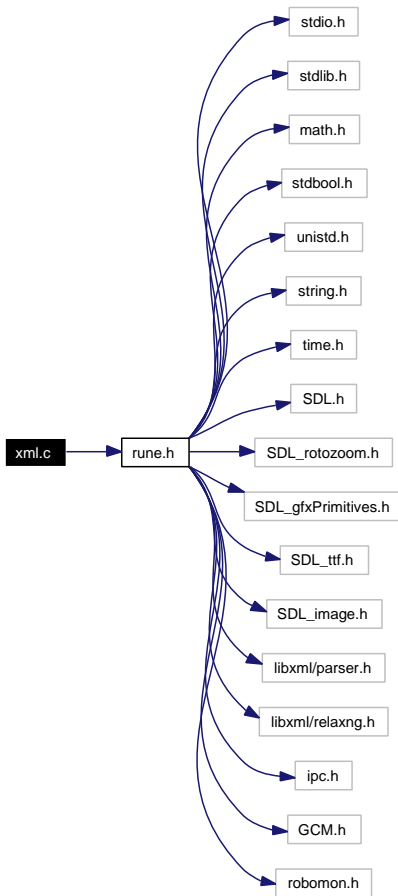 stdio.h
stdlib.h
math.h
stdbool.h
unistd.h
string.h
time.h
SDL.h
xml.c
rune.h
SDL_rotozoom.h
SDL_gfxPrimitives.h
SDL_ttf.h
SDL_image.h
libxml/parser.h
libxml/relaxng.h
ipc.h
GCM.h
robomon.h